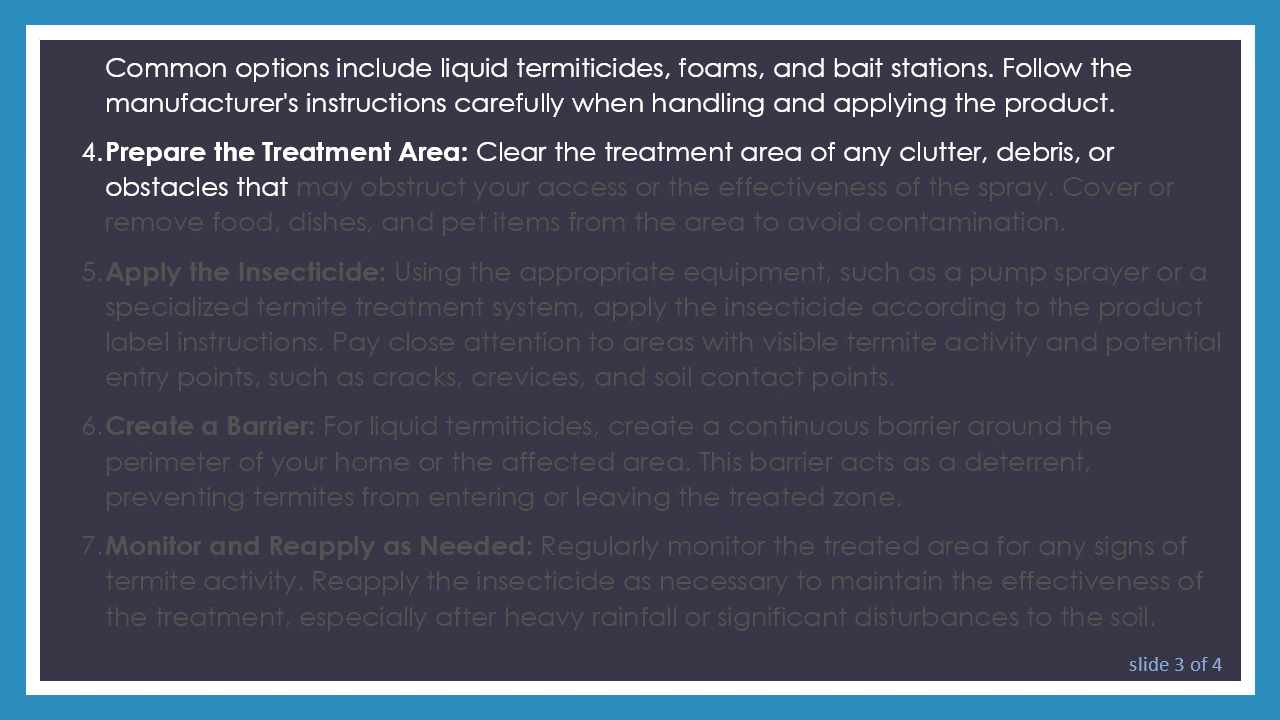 Common options include liquid termiticides, foams, and bait stations. Follow the
manufacturer's instructions carefully when handling and applying the product.
4. Prepare the Treatment Area: Clear the treatment area of any clutter, debris, or
obstacles that may obstruct your access or the effectiveness of the spray. Cover or
remove food, dishes, and pet items from the area to avoid contamination.
5. Apply the Insecticide: Using the appropriate equipment, such as a pump sprayer or a
specialized termite treatment system, apply the insecticide according to the product
label instructions. Pay close attention to areas with visible termite activity and potential
entry points, such as cracks, crevices, and soil contact points.
6. Create a Barrier: For liquid termiticides, create a continuous barrier around the
perimeter of your home or the affected area. This barrier acts as a deterrent,
preventing termites from entering or leaving the treated zone.
7. Monitor and Reapply as Needed: Regularly monitor the treated area for any signs of
termite activity. Reapply the insecticide as necessary to maintain the effectiveness of
the treatment, especially after heavy rainfall or significant disturbances to the soil.
slide 3 of 4